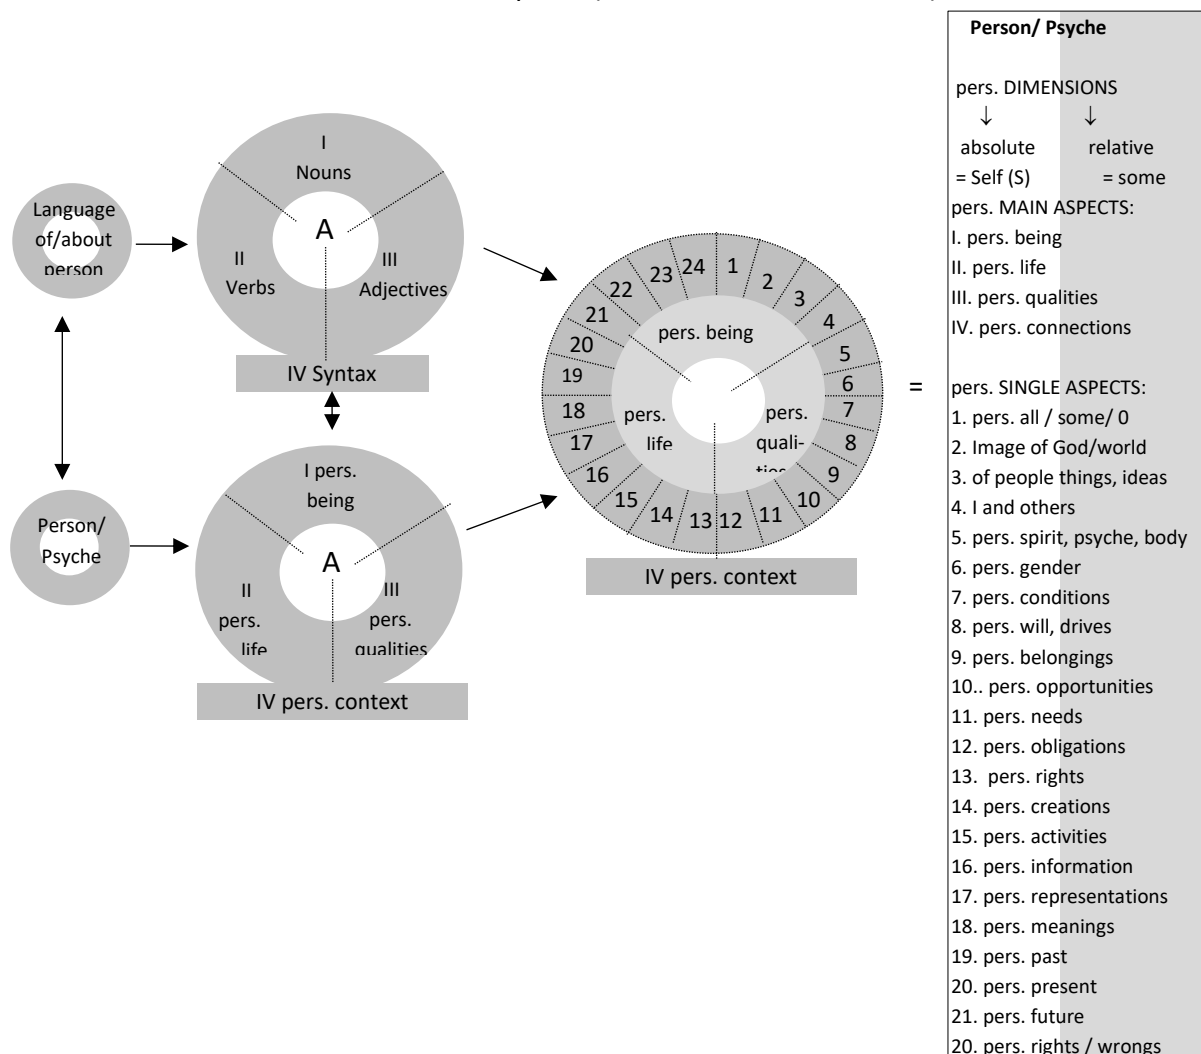 Language
of/about
person
I
Nouns
A
II
Verbs
III
Adjectives
IV Syntax
Person/
Psyche
I pers.
being
A
II
pers.
life
III
pers.
qualities
IV pers. context
1
2
3
4
5
6
7
8
9
10
11
12
13
14
15
16
17
18
19
20
21
22
23
24
pers. being
pers.
life
pers.
quali-
ties
IV pers. context
=
Person/ Psyche
pers. DIMENSIONS
↓ ↓
absolute relative
= Self (S) = some
pers. MAIN ASPECTS:
I. pers. being
II. pers. life
III. pers. qualities
IV. pers. connections
pers. SINGLE ASPECTS:
1. pers. all / some/ 0
2. Image of God/world
3. of people things, ideas
4. I and others
5. pers. spirit, psyche, body
6. pers. gender
7. pers. conditions
8. pers. will, drives
9. pers. belongings
10.. pers. opportunities
11. pers. needs
12. pers. obligations
13. pers. rights
14. pers. creations
15. pers. activities
16. pers. information
17. pers. representations
18. pers. meanings
19. pers. past
20. pers. present
21. pers. future
20. pers. rights / wrongs